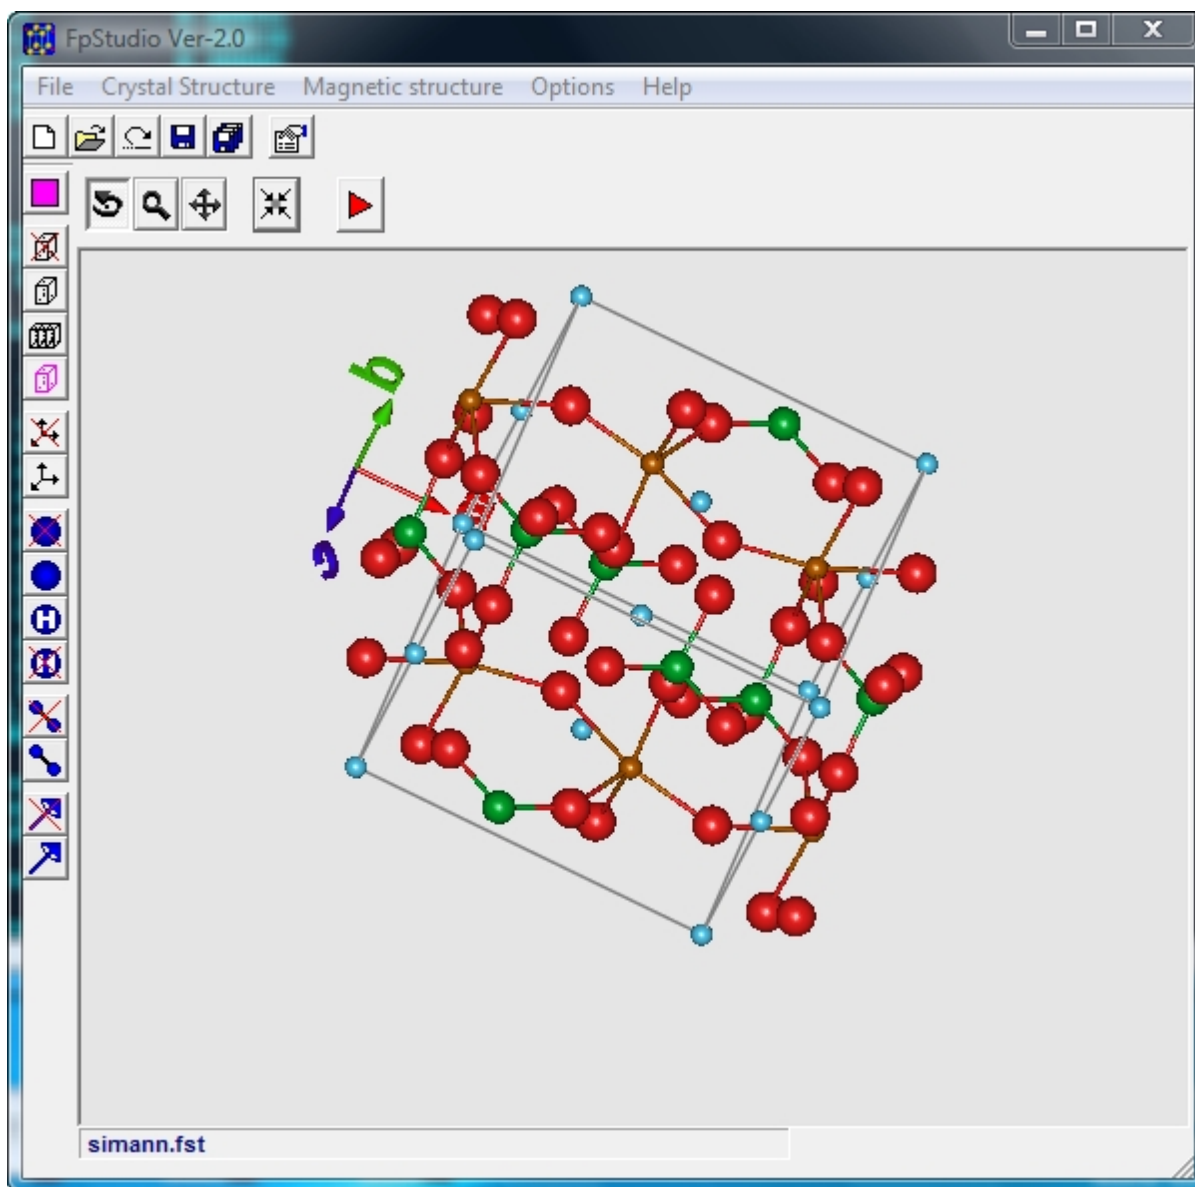 FpStudio Ver-2.0
File Crystal Structure Magnetic structure Options Help
b
c
simann.fst